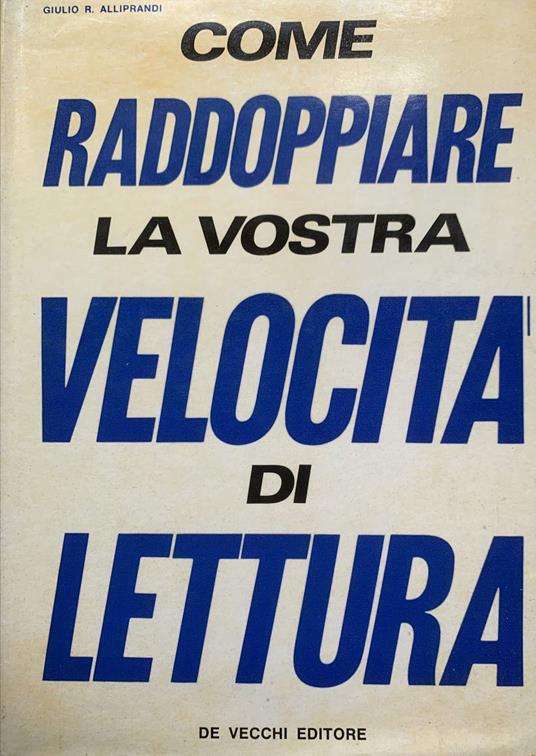 GIULIO R. ALLIPRANDI
COME
RADDOPPIARE
LA VOSTRA
VELOCITA'
DI
LETTURA
DE VECCHI EDITORE